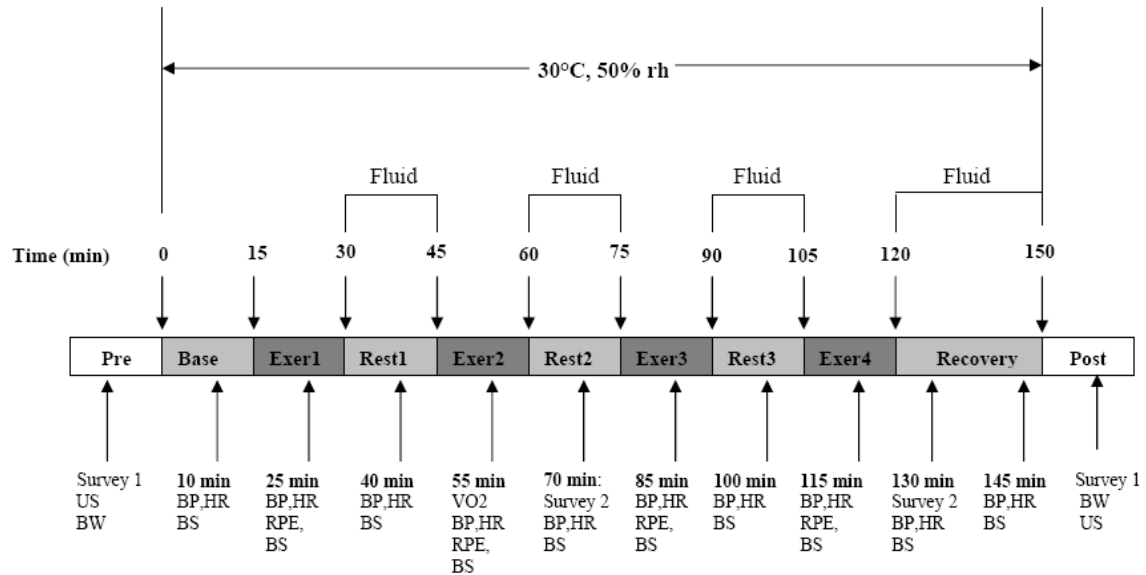 30°C, 50% rh
Fluid Fluid Fluid Fluid
Time (min) 0 15 30 45 60 75 90 105 120 150
Pre Base Exer1 Rest1 Exer2 Rest2 Exer3 Rest3 Exer4 Recovery Post
Survey 1
US
BW
10 min
BP,HR
BS
25 min
BP,HR
RPE,
BS
40 min
BP,HR
BS
55 min
VO2
BP,HR
RPE,
BS
70 min:
Survey 2
BP,HR
BS
85 min
BP,HR
RPE,
BS
100 min
BP,HR
BS
115 min
BP,HR
RPE,
BS
130 min
Survey 2
BP,HR
BS
145 min
BP,HR
BS
Survey 1
BW
US